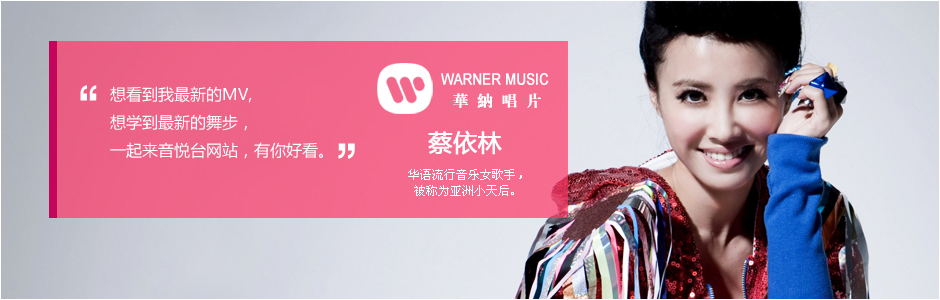 “ 想看到我最新的MV,
想学到最新的舞步，
一起来音悦台网站，有你好看。 ”
WARNER MUSIC
華納唱片
蔡依林
华语流行音乐女歌手，
被称为亚洲小天后。